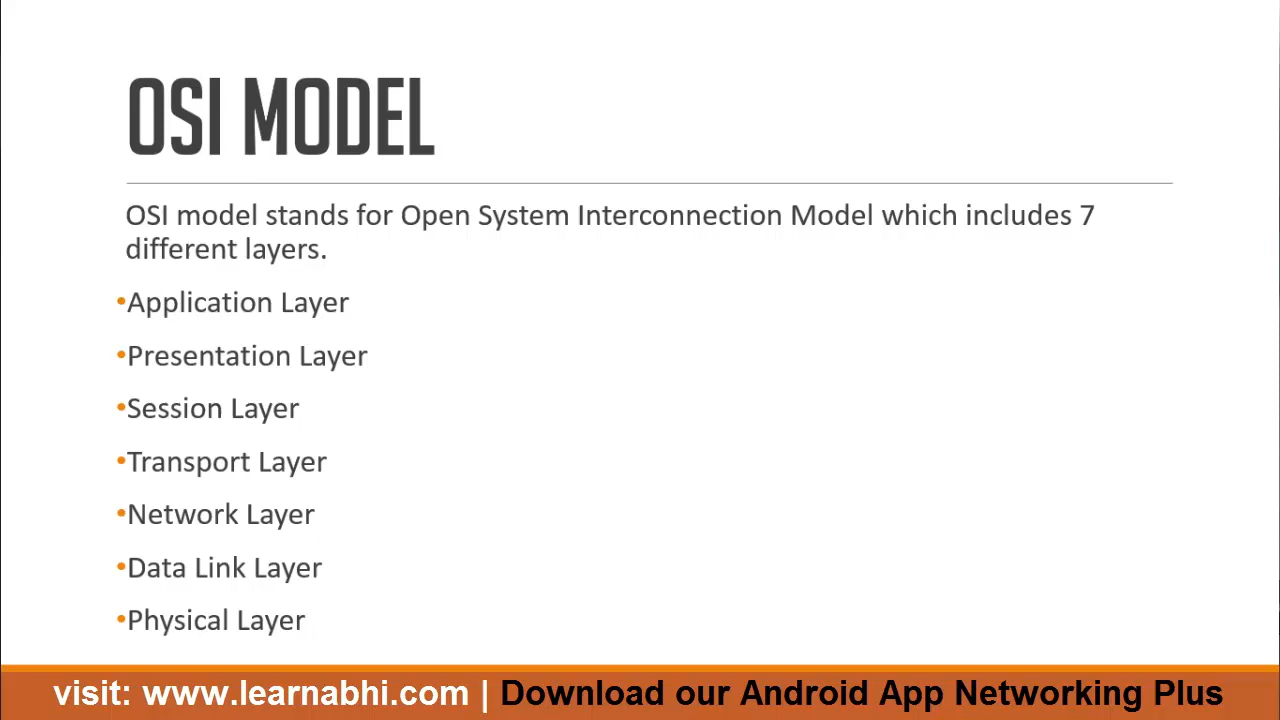 OSI MODEL
OSI model stands for Open System Interconnection Model which includes 7
different layers.
•Application Layer
•Presentation Layer
•Session Layer
•Transport Layer
•Network Layer
•Data Link Layer
•Physical Layer
visit: www.learnabhi.com | Download our Android App Networking Plus